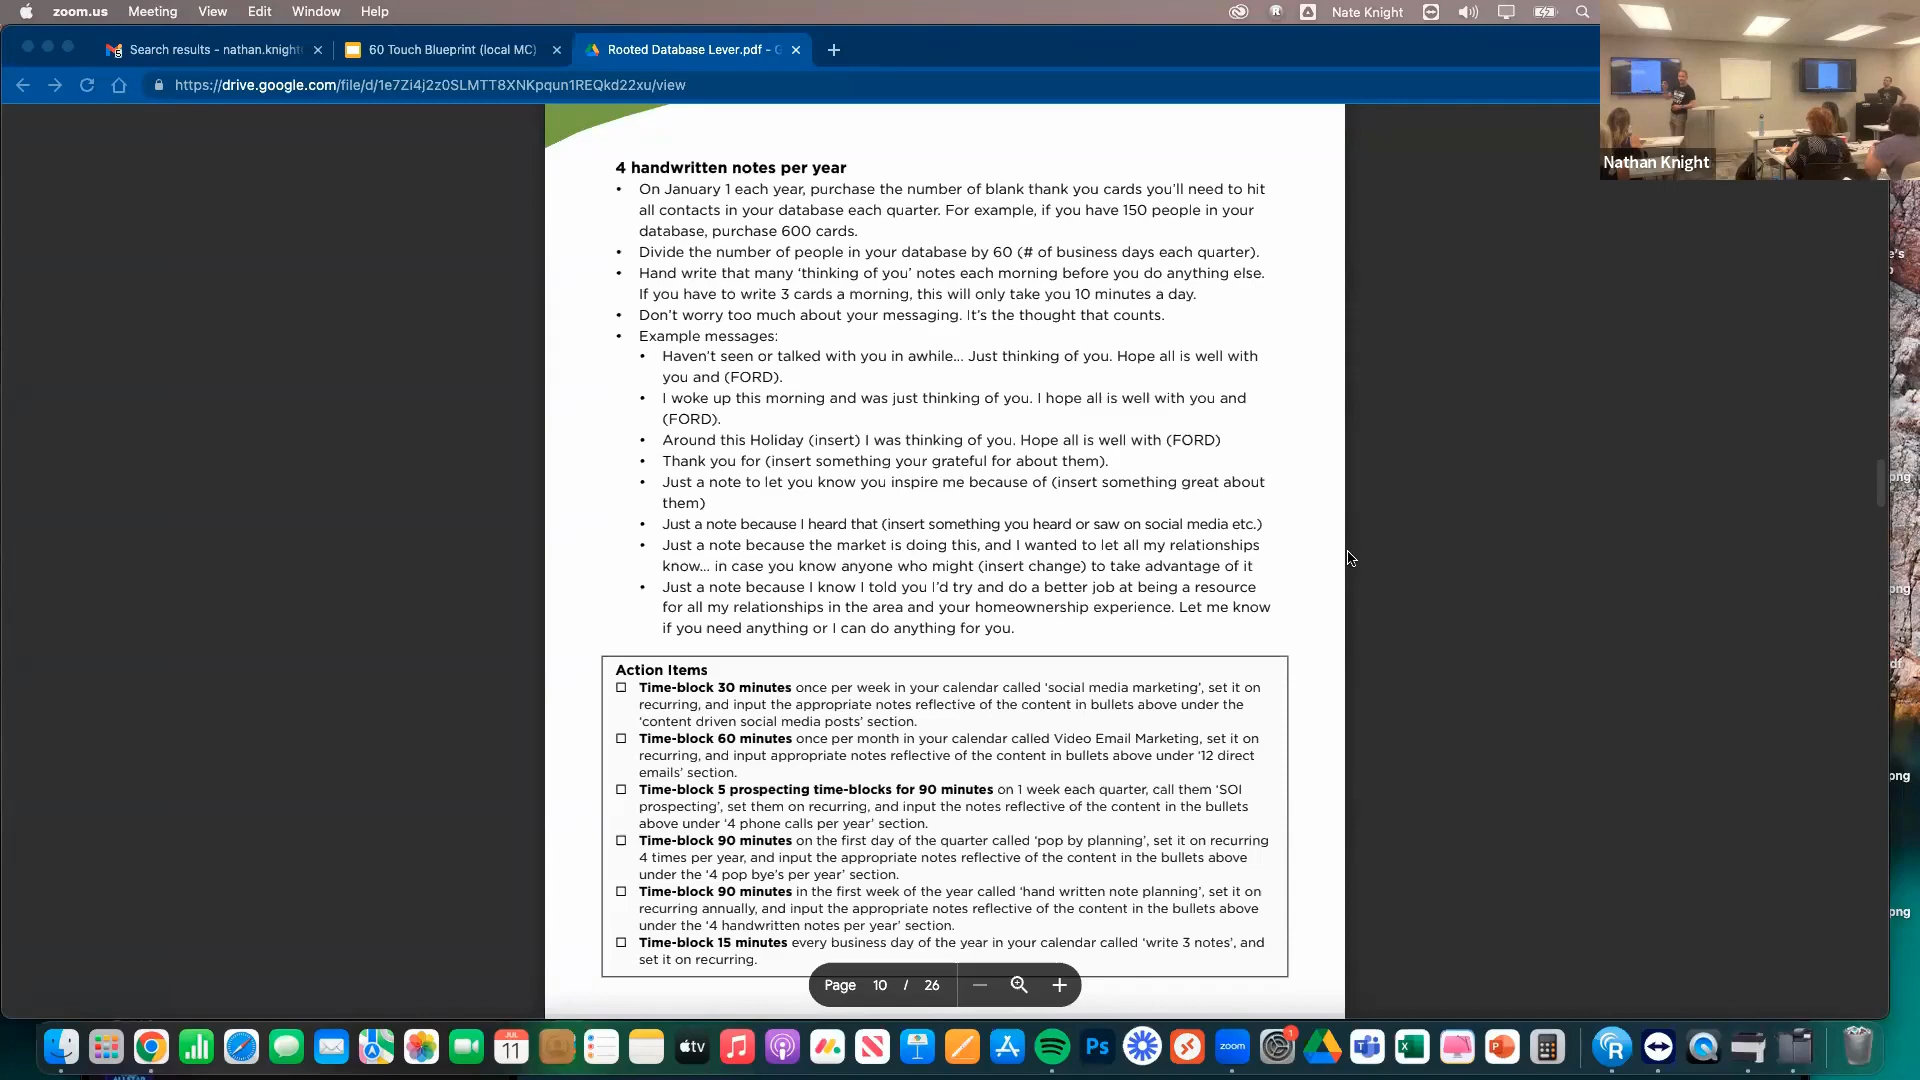 zoom.us Meeting View Edit Window Help Nate Knight
Search results - nathan.knight
60 Touch Blueprint (local MC)
Rooted Database Lever.pdf - G
https://drive.google.com/file/d/1e7Zi4j2z0SLMTT8XNKpqun1REQkd22xu/view
Nathan Knight
4 handwritten notes per year
• On January 1 each year, purchase the number of blank thank you cards you'll need to hit
all contacts in your database each quarter. For example, if you have 150 people in your
database, purchase 600 cards.
• Divide the number of people in your database by 60 (# of business days each quarter).
• Hand write that many ‘thinking of you’ notes each morning before you do anything else.
If you have to write 3 cards a morning, this will only take you 10 minutes a day.
• Don't worry too much about your messaging. It's the thought that counts.
• Example messages:
• Haven't seen or talked with you in awhile... Just thinking of you. Hope all is well with
you and (FORD).
• I woke up this morning and was just thinking of you. I hope all is well with you and
(FORD).
• Around this Holiday (insert) I was thinking of you. Hope all is well with (FORD)
• Thank you for (insert something your grateful for about them).
• Just a note to let you know you inspire me because of (insert something great about
them)
• Just a note because I heard that (insert something you heard or saw on social media etc.)
• Just a note because the market is doing this, and I wanted to let all my relationships
know... in case you know anyone who might (insert change) to take advantage of it
• Just a note because I know I told you I'd try and do a better job at being a resource
for all my relationships in the area and your homeownership experience. Let me know
if you need anything or I can do anything for you.
Action Items
Time-block 30 minutes once per week in your calendar called ‘social media marketing’, set it on
recurring, and input the appropriate notes reflective of the content in bullets above under the
‘content driven social media posts’ section.
Time-block 60 minutes once per month in your calendar called Video Email Marketing, set it on
recurring, and input appropriate notes reflective of the content in bullets above under ‘12 direct
emails’ section.
Time-block 5 prospecting time-blocks for 90 minutes on 1 week each quarter, call them ‘SOI
prospecting’, set them on recurring, and input the notes reflective of the content in the bullets
above under ‘4 phone calls per year’ section.
Time-block 90 minutes on the first day of the quarter called ‘pop by planning’, set it on recurring
4 times per year, and input the appropriate notes reflective of the content in the bullets above
under the ‘4 pop bye's per year’ section.
Time-block 90 minutes in the first week of the year called ‘hand written note planning’, set it on
recurring annually, and input the appropriate notes reflective of the content in the bullets above
under the ‘4 handwritten notes per year’ section.
Time-block 15 minutes every business day of the year in your calendar called ‘write 3 notes’, and
set it on recurring.
Page 10 / 26
png
png
png
png
JUL
11
tv
Ps
zoom
1